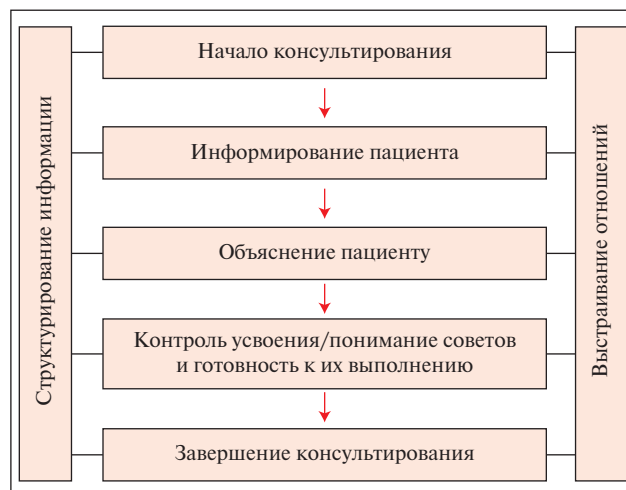 Структурирование информации
Начало консультирования
Информирование пациента
Объяснение пациенту
Контроль усвоения/понимание советов
и готовность к их выполнению
Завершение консультирования
Выстраивание отношений